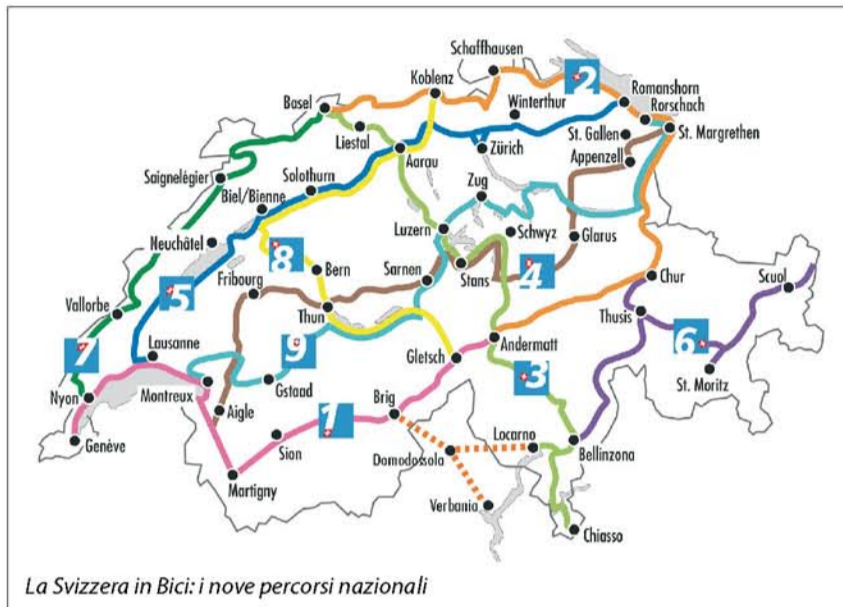 Schaffhausen
Koblenz
2
Romanshorn
Basel
Winterthur
Rorschach
St. Gallen
St. Margrethen
Liestal
Zürich
Aarau
Appenzell
Saignelégier
Solothurn
Zug
Biel/Bienne
Luzern
Schwyz
Neuchâtel
Glarus
8
Bern
Sarnen
4
Stans
Chur
Scuol
5
Fribourg
Vallorbe
Thun
Thusis
Andermatt
6
7
Lausanne
9
Gletsch
Gstaad
3
St. Moritz
Nyon
Montreux
Brig
Aigle
Genève
1
Sion
Locarno
Domodossola
Bellinzona
Martigny
Verbania
Chiasso
La Svizzera in Bici: i nove percorsi nazionali